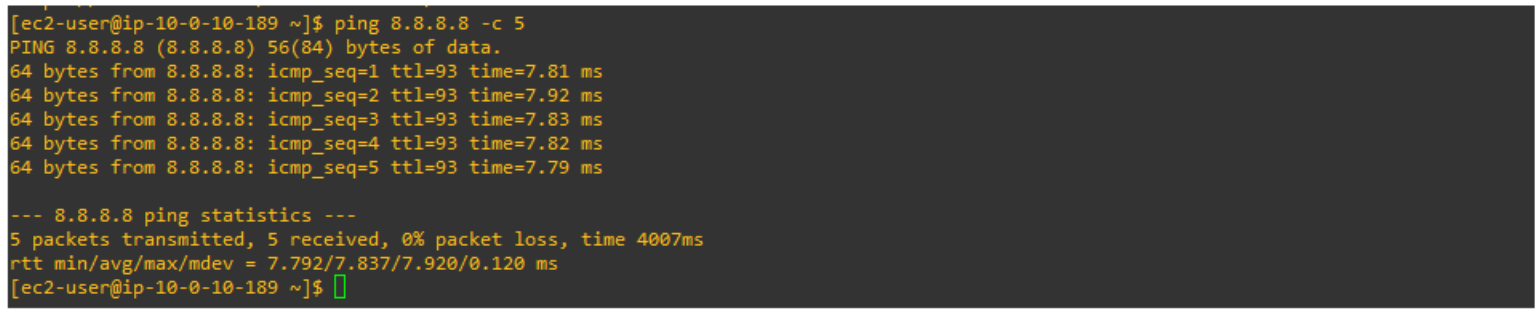 [ec2-user@ip-10-0-10-189 ~]$ ping 8.8.8.8 -c 5
PING 8.8.8.8 (8.8.8.8) 56(84) bytes of data.
64 bytes from 8.8.8.8: icmp_seq=1 ttl=93 time=7.81 ms
64 bytes from 8.8.8.8: icmp_seq=2 ttl=93 time=7.92 ms
64 bytes from 8.8.8.8: icmp_seq=3 ttl=93 time=7.83 ms
64 bytes from 8.8.8.8: icmp_seq=4 ttl=93 time=7.82 ms
64 bytes from 8.8.8.8: icmp_seq=5 ttl=93 time=7.79 ms

--- 8.8.8.8 ping statistics ---
5 packets transmitted, 5 received, 0% packet loss, time 4007ms
rtt min/avg/max/mdev = 7.792/7.837/7.920/0.120 ms
[ec2-user@ip-10-0-10-189 ~]$